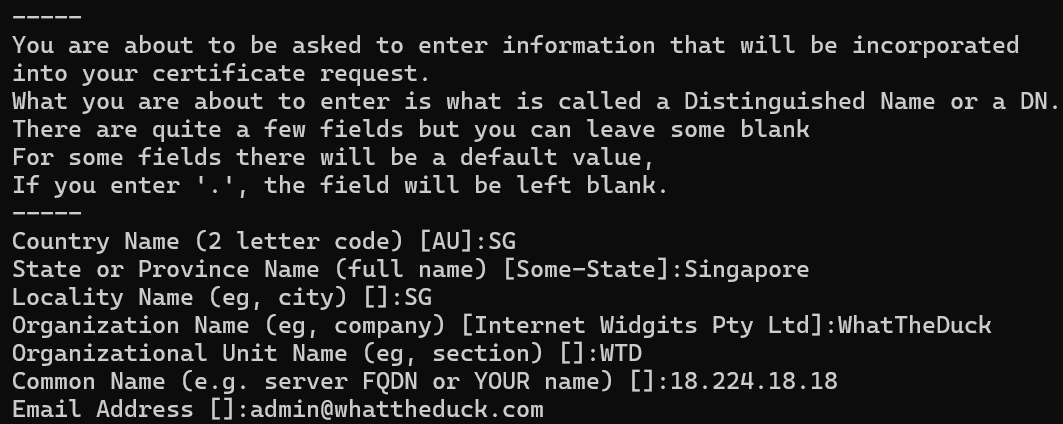 -----
You are about to be asked to enter information that will be incorporated
into your certificate request.
What you are about to enter is what is called a Distinguished Name or a DN.
There are quite a few fields but you can leave some blank
For some fields there will be a default value,
If you enter '.', the field will be left blank.
-----
Country Name (2 letter code) [AU]:SG
State or Province Name (full name) [Some-State]:Singapore
Locality Name (eg, city) []:SG
Organization Name (eg, company) [Internet Widgits Pty Ltd]:WhatTheDuck
Organizational Unit Name (eg, section) []:WTD
Common Name (e.g. server FQDN or YOUR name) []:18.224.18.18
Email Address []:admin@whattheduck.com